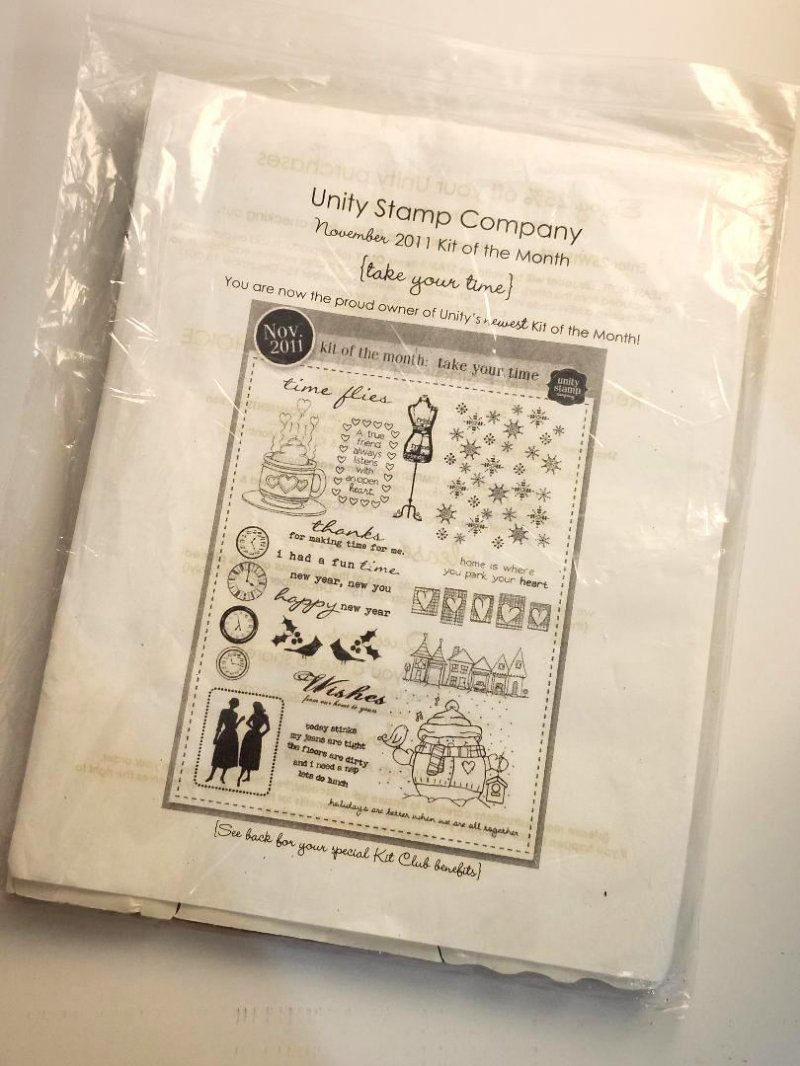 Unity Stamp Company
November 2011 Kit of the Month
{take your time}
You are now the proud owner of Unity's newest Kit of the Month!
Nov.
2011
kit of the month: take your time
unity
stamp
time flies
A true
friend
always
listens
with
an open
heart.
thanks
for making time for me.
i had a fun time.
new year, new you
happy new year
home is where
you park your heart
Wishes
from our home to yours
today stinks
my jeans are tight
the floors are dirty
and i need a nap
lets do lunch
holidays are better when we are all together
{See back for your special Kit Club benefits}